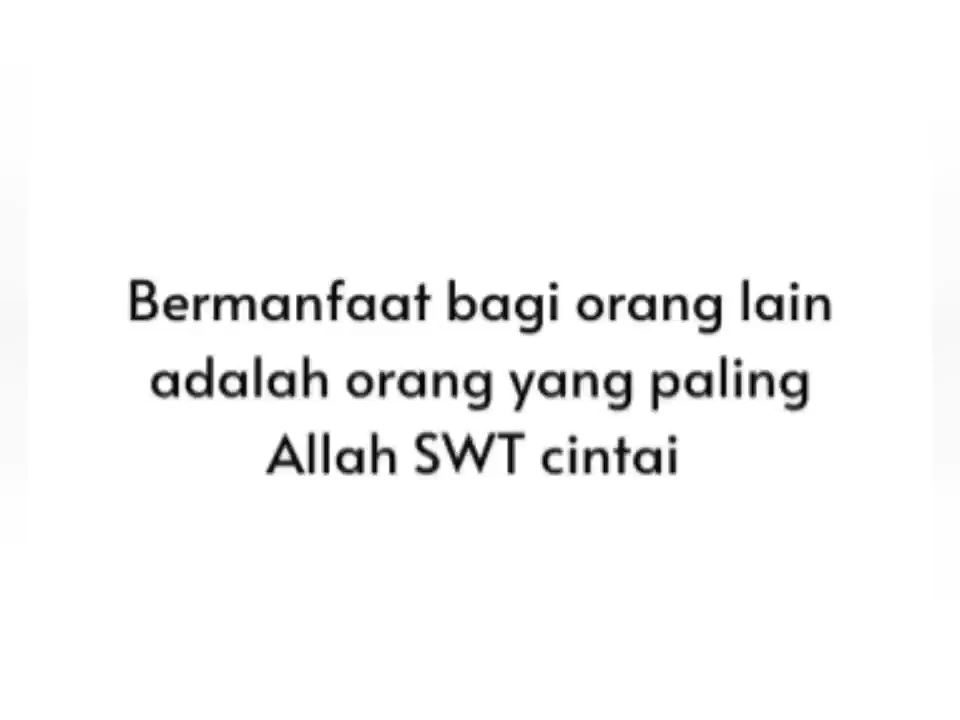 Bermanfaat bagi orang lain
adalah orang yang paling
Allah SWT cintai